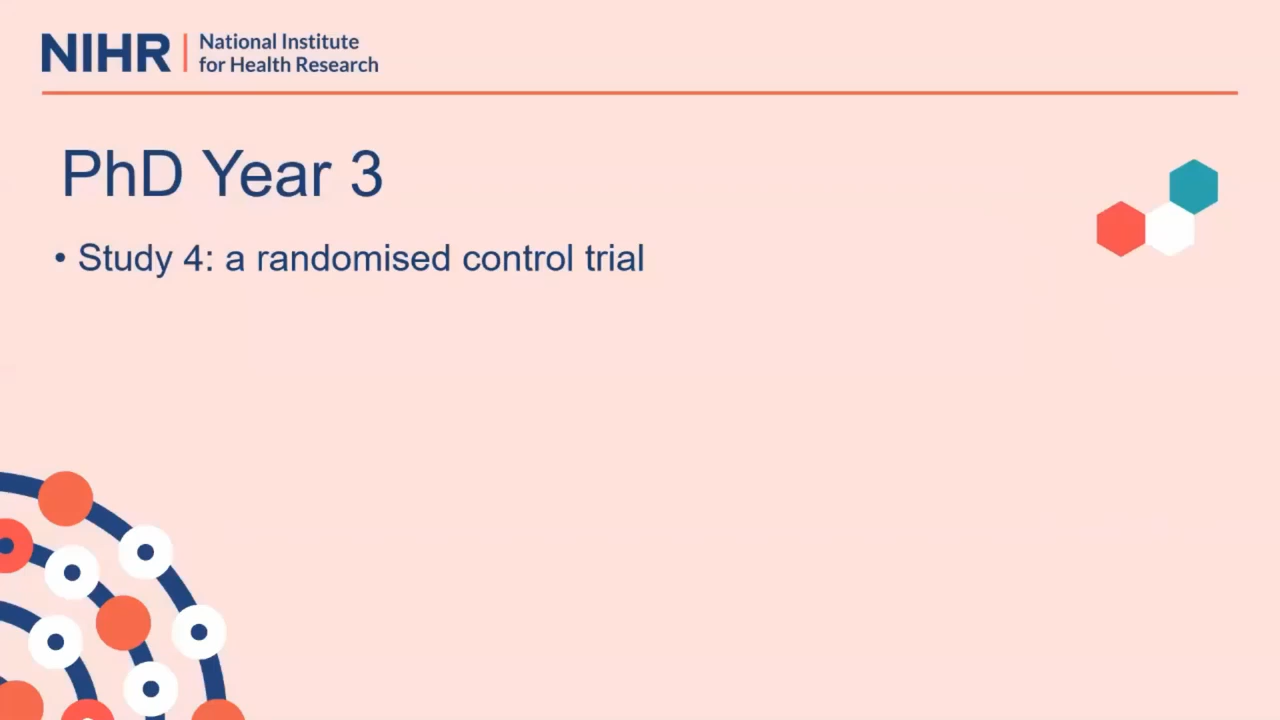 NIHR
National Institute
for Health Research
PhD Year 3
• Study 4: a randomised control trial